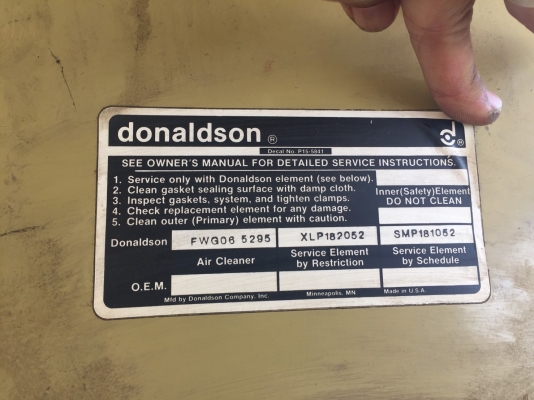 donaldson ®
Decal No. P15-5841
SEE OWNER'S MANUAL FOR DETAILED SERVICE INSTRUCTIONS.
1. Service only with Donaldson element (see below).
2. Clean gasket sealing surface with damp cloth.
3. Inspect gaskets, system, and tighten clamps.
4. Check replacement element for any damage.
5. Clean outer (Primary) element with caution.
Inner(Safety)Element
DO NOT CLEAN
Donaldson FWG06 5295 XLP182052 SMP181052
Air Cleaner Service Element by Restriction Service Element by Schedule
O.E.M.
Mfd by Donaldson Company, Inc. Minneapolis, MN Made in U.S.A.